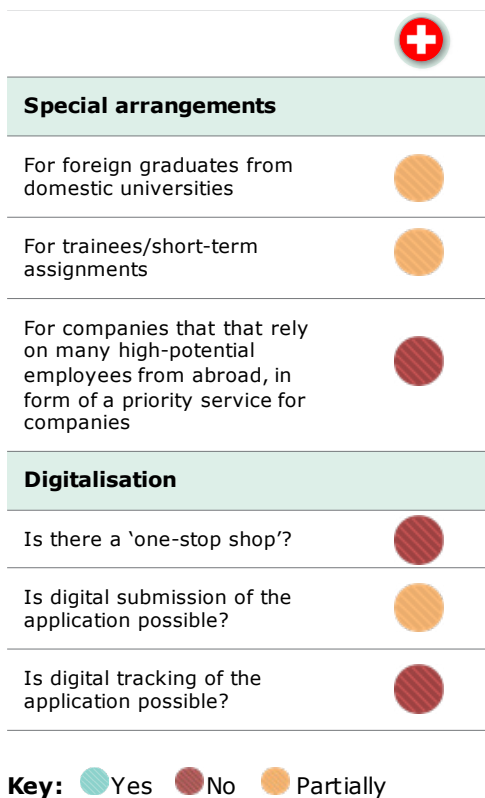 Special arrangements
For foreign graduates from
domestic universities
For trainees/short-term
assignments
For companies that that rely
on many high-potential
employees from abroad, in
form of a priority service for
companies
Digitalisation
Is there a ‘one-stop shop’?
Is digital submission of the
application possible?
Is digital tracking of the
application possible?
Key: Yes No Partially